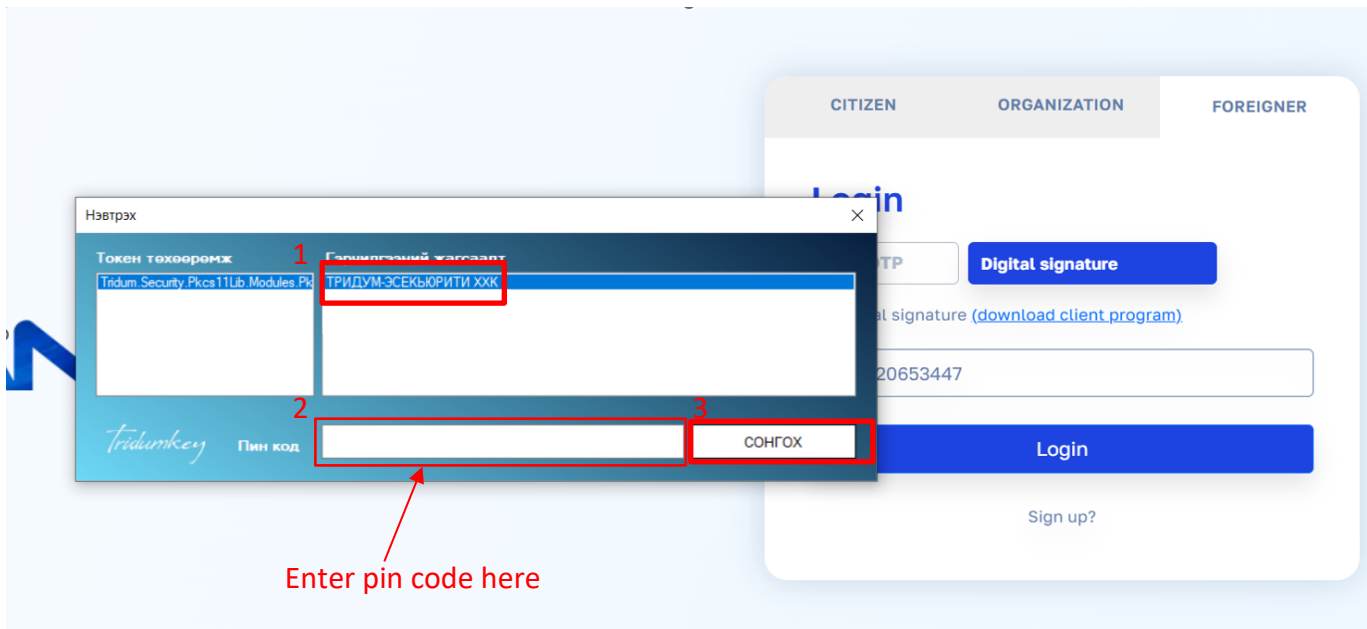 CITIZEN ORGANIZATION FOREIGNER
Login
Нэвтрэх
Токен төхөөрөмж 1 Гэрчилгээний жагсаалт
TP Digital signature
Tridum.Security.Pkcs11Lib.Modules.Pk ТРИДУМ-ЭСЕКЬЮРИТИ ХХК
al signature (download client program)
20653447
2 3
Tridumkey Пин код СОНГОХ
Login
Sign up?
Enter pin code here